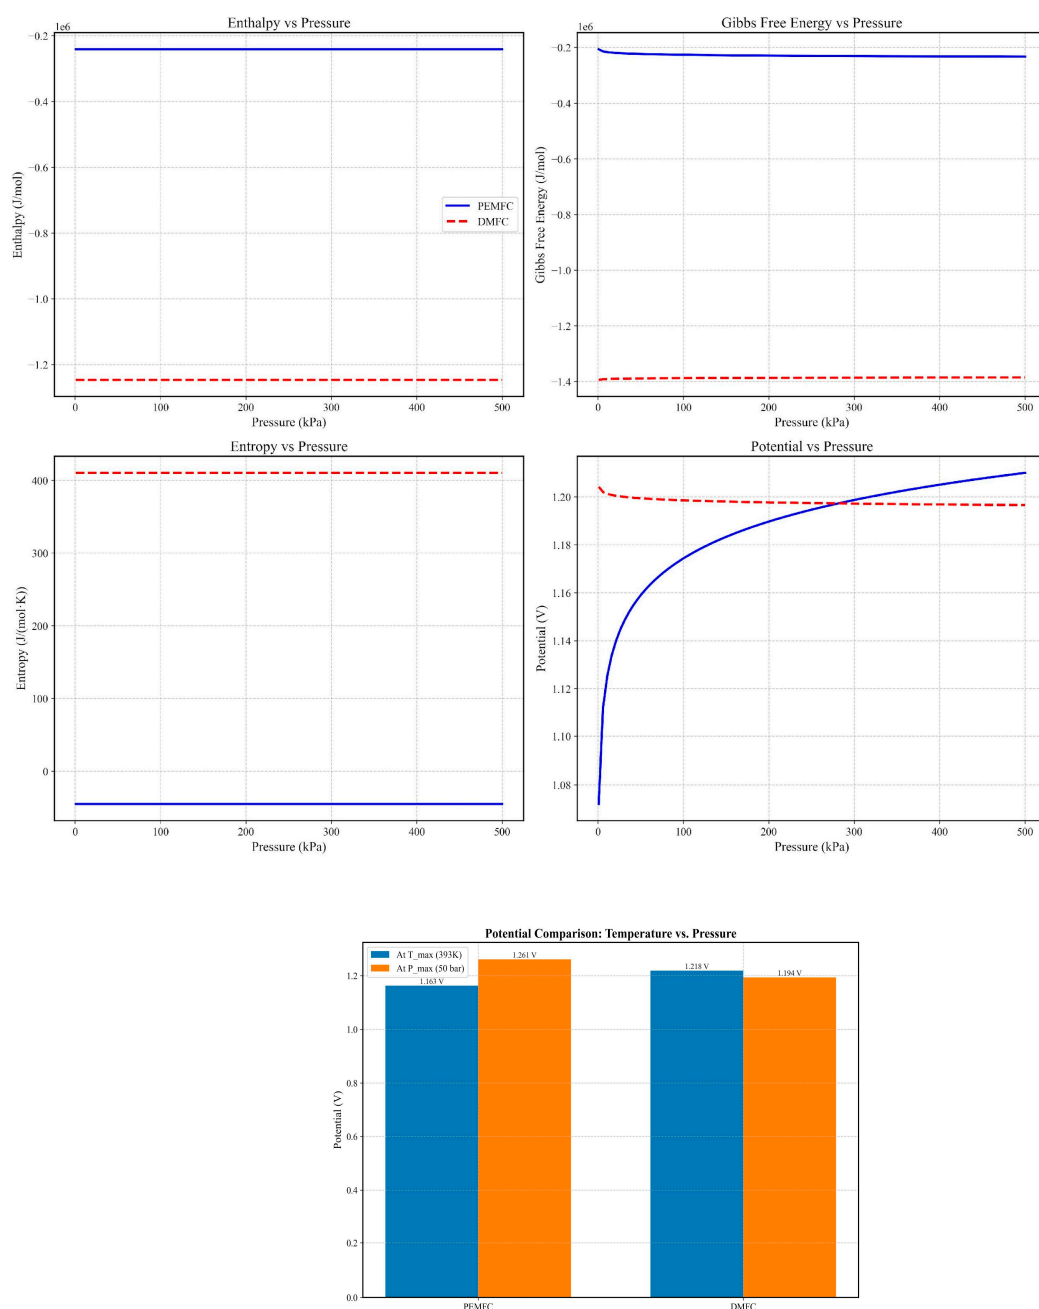 Enthalpy vs Pressure
1e6
−0.2
−0.4
−0.6
−0.8
−1.0
−1.2
Enthalpy (J/mol)
PEMFC
DMFC
0 100 200 300 400 500
Pressure (kPa)
Gibbs Free Energy vs Pressure
1e6
−0.2
−0.4
−0.6
−0.8
−1.0
−1.2
−1.4
Gibbs Free Energy (J/mol)
0 100 200 300 400 500
Pressure (kPa)
Entropy vs Pressure
400
300
200
100
0
Entropy (J/(mol·K))
0 100 200 300 400 500
Pressure (kPa)
Potential vs Pressure
1.20
1.18
1.16
1.14
1.12
1.10
1.08
Potential (V)
0 100 200 300 400 500
Pressure (kPa)
Potential Comparison: Temperature vs. Pressure
At T_max (393K)
At P_max (50 bar)
1.163 V
1.261 V
1.218 V
1.194 V
1.2
1.0
0.8
0.6
0.4
0.2
0.0
Potential (V)
PEMFC DMFC